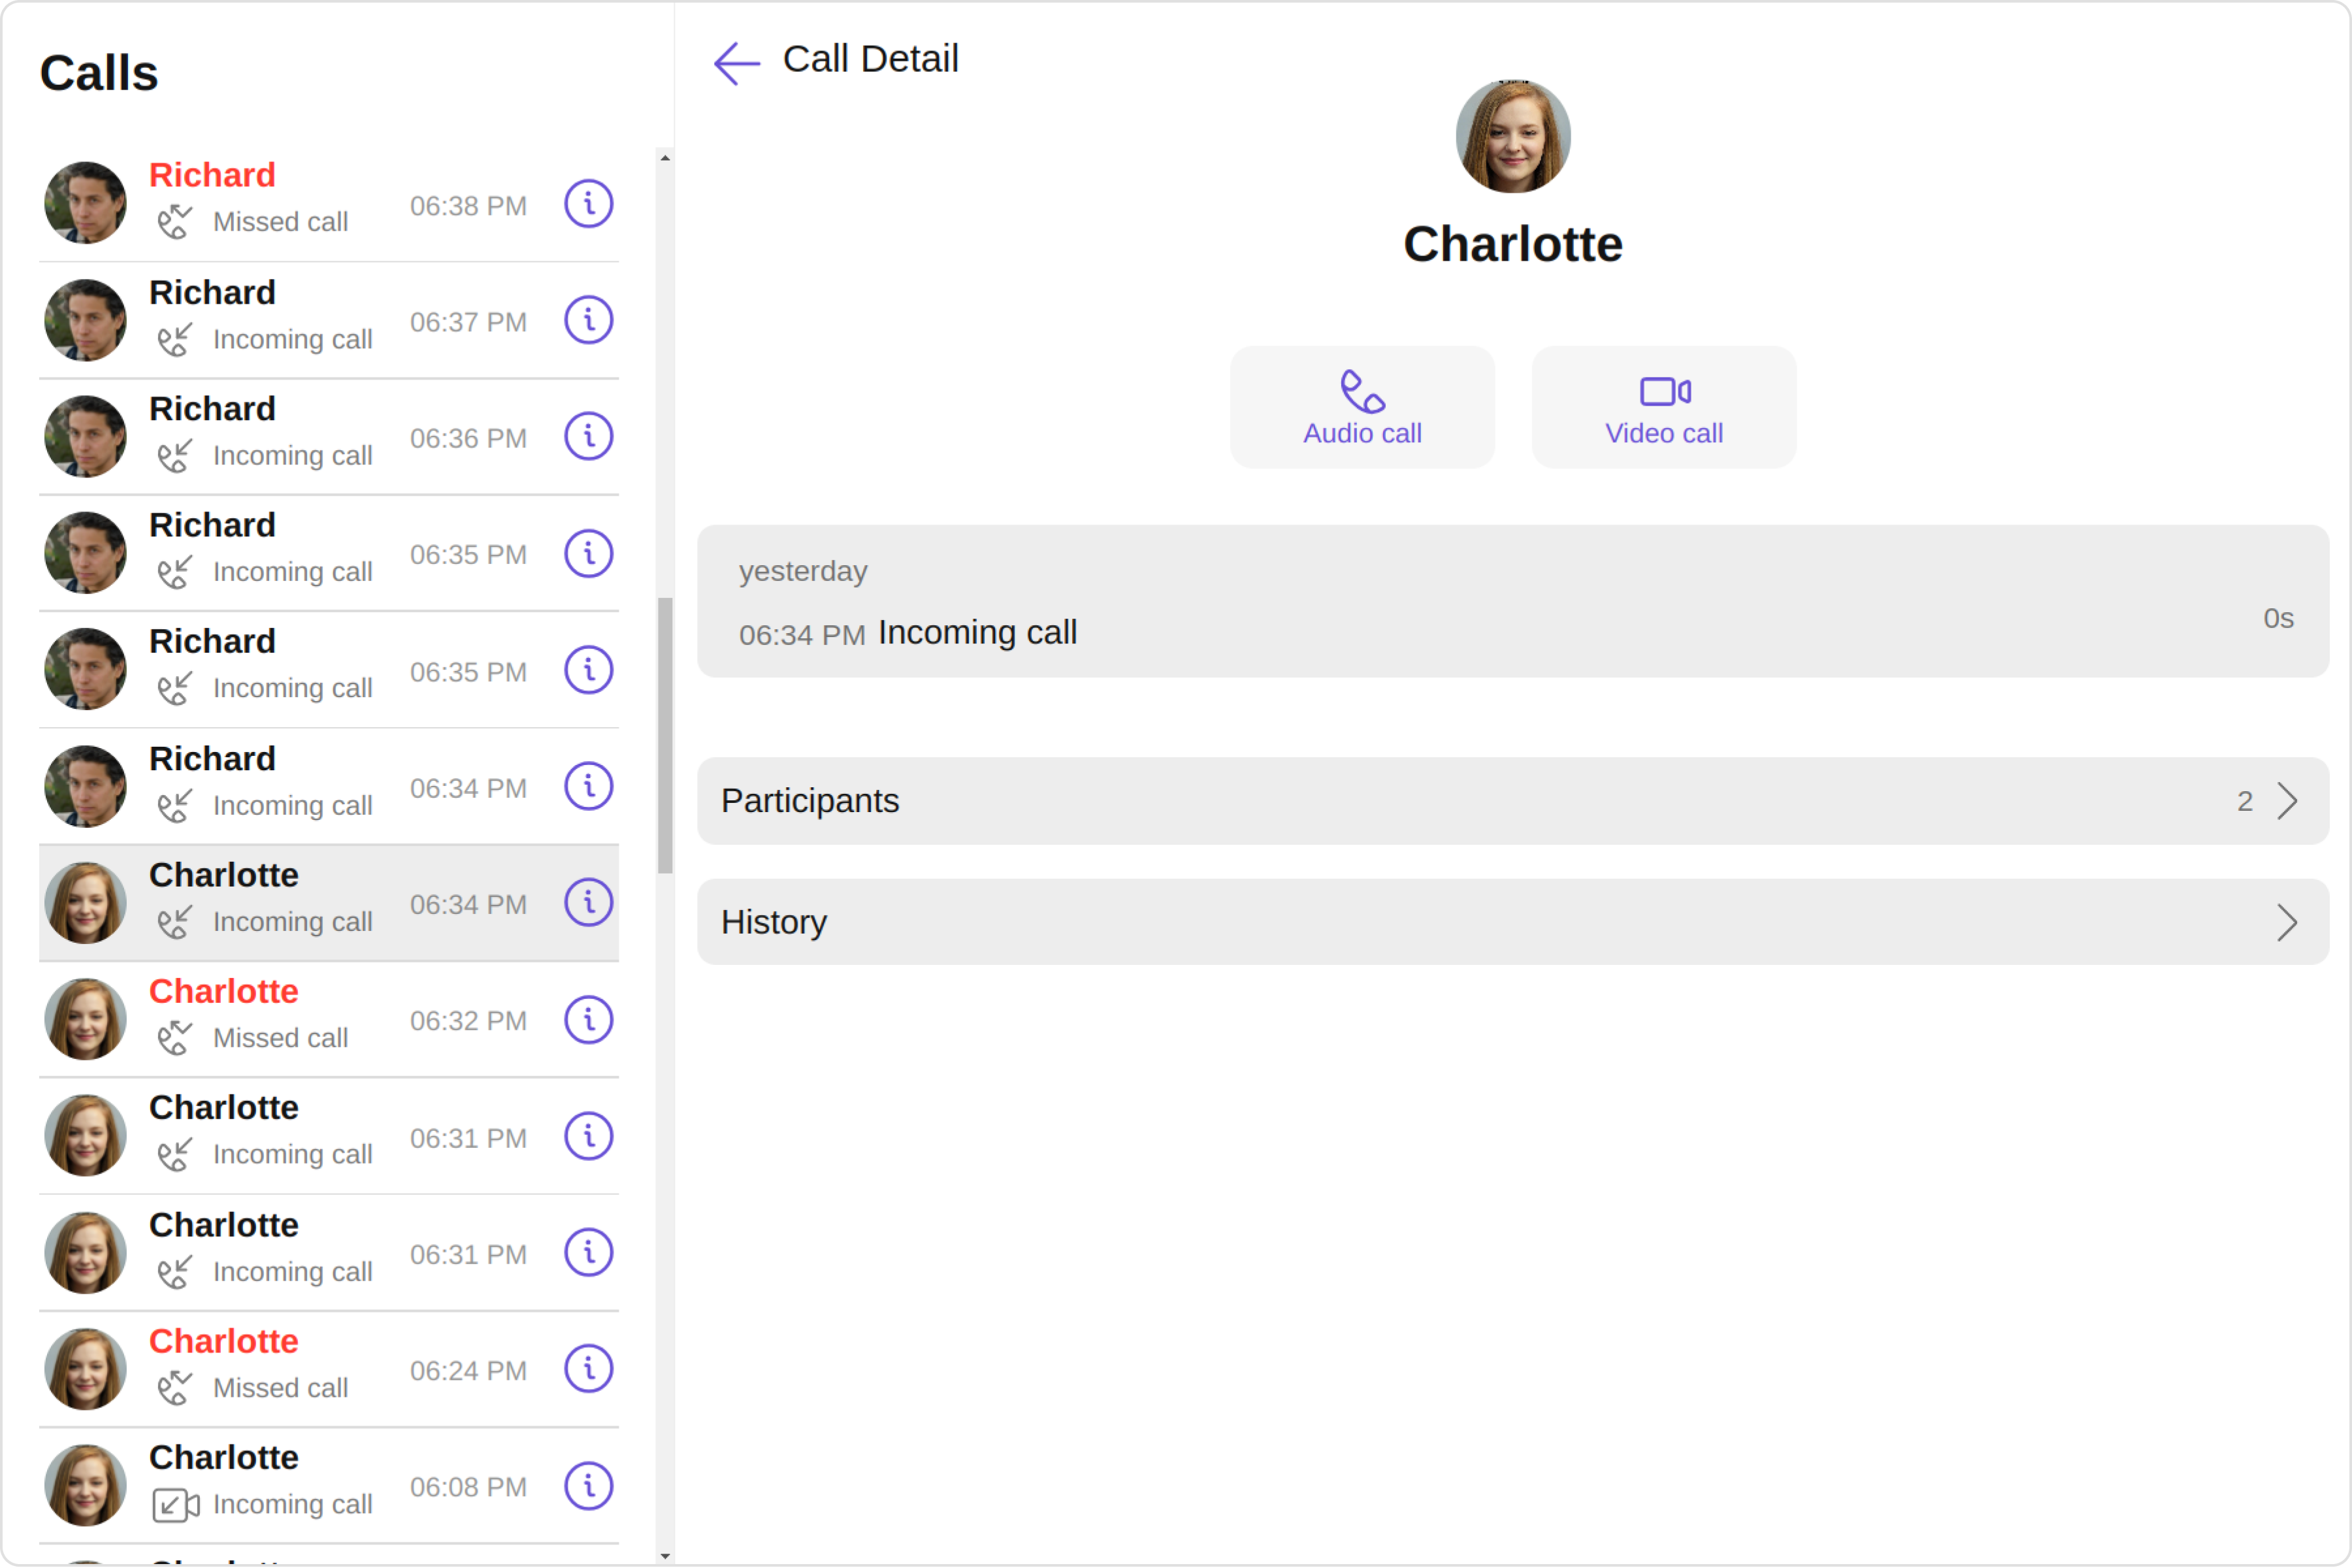 Calls
Richard
Missed call
06:38 PM
Richard
Incoming call
06:37 PM
Richard
Incoming call
06:36 PM
Richard
Incoming call
06:35 PM
Richard
Incoming call
06:35 PM
Richard
Incoming call
06:34 PM
Charlotte
Incoming call
06:34 PM
Charlotte
Missed call
06:32 PM
Charlotte
Incoming call
06:31 PM
Charlotte
Incoming call
06:31 PM
Charlotte
Missed call
06:24 PM
Charlotte
Incoming call
06:08 PM
Call Detail
Charlotte
Audio call
Video call
yesterday
06:34 PM Incoming call
0s
Participants
2
History